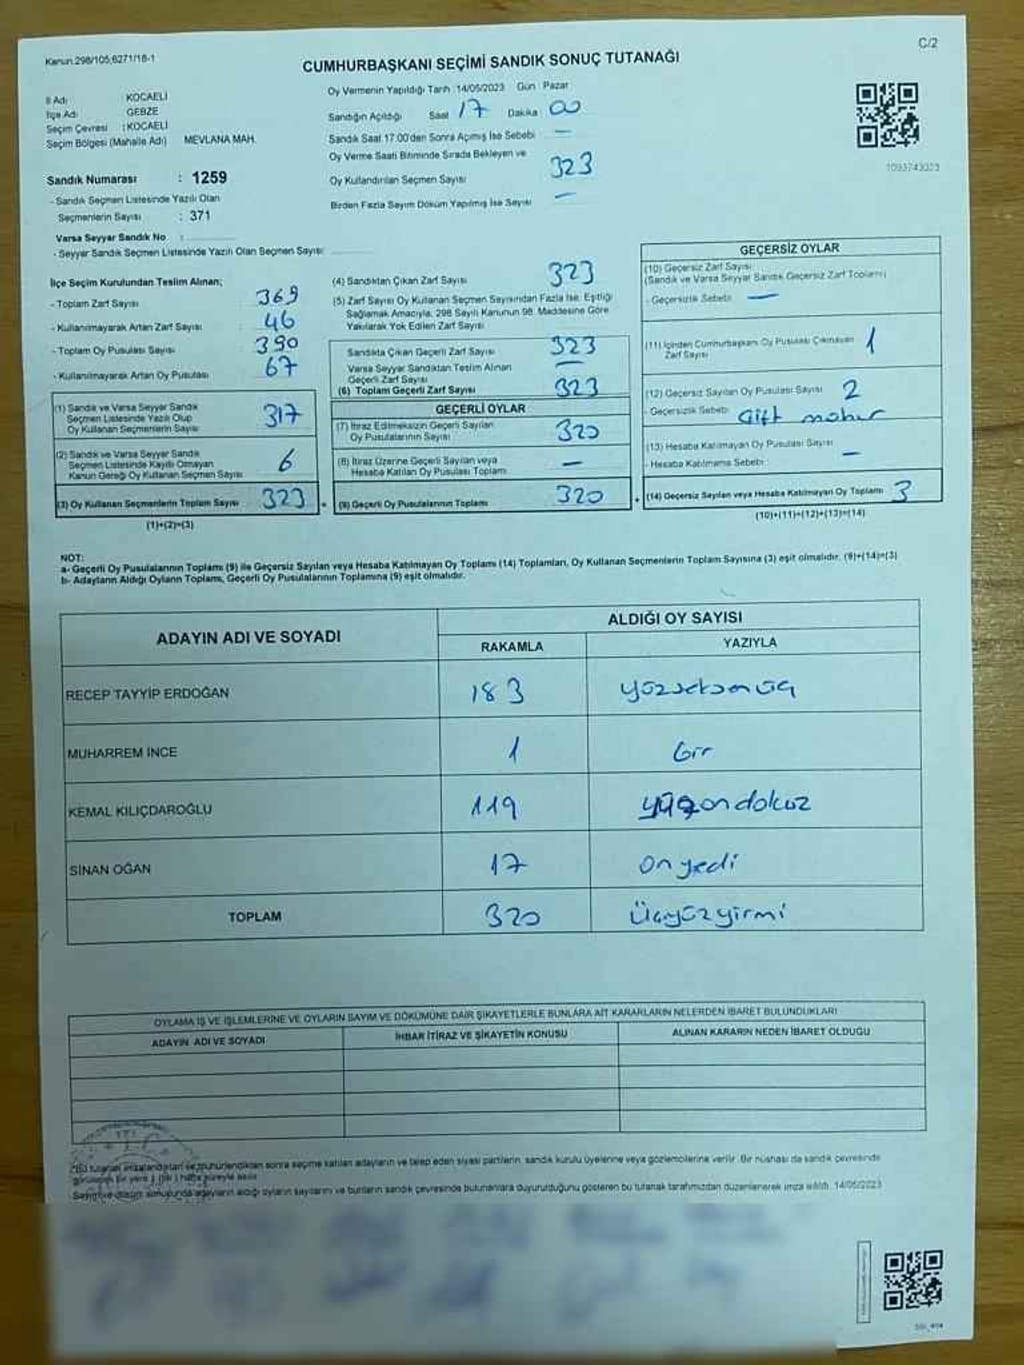 Kanun:298/105;6271/18-1
C/2
CUMHURBAŞKANI SEÇİMİ SANDIK SONUÇ TUTANAĞI
İl Adı : KOCAELİ
İlçe Adı : GEBZE
Seçim Çevresi : KOCAELİ
Seçim Bölgesi (Mahalle Adı) MEVLANA MAH.
Sandık Numarası : 1259
- Sandık Seçmen Listesinde Yazılı Olan
Seçmenlerin Sayısı : 371
Varsa Seyyar Sandık No :
- Seyyar Sandık Seçmen Listesinde Yazılı Olan Seçmen Sayısı:
Oy Vermenin Yapıldığı Tarih :14/05/2023 Gün : Pazar
Sandığın Açıldığı Saat 17 Dakika 00
Sandık Saat 17:00'den Sonra Açımış İse Sebebi —
Oy Verme Saati Bitiminde Sırada Bekleyen ve
Oy Kullandırılan Seçmen Sayısı 323
Birden Fazla Sayım Döküm Yapılmış İse Sayısı —
1093743023
İlçe Seçim Kurulundan Teslim Alınan;
- Toplam Zarf Sayısı 369
- Kullanılmayarak Artan Zarf Sayısı 46
- Toplam Oy Pusulası Sayısı 390
- Kullanılmayarak Artan Oy Pusulası 67
(1) Sandık ve Varsa Seyyar Sandık
Seçmen Listesinde Yazılı Olup
Oy Kullanan Seçmenlerin Sayısı 317
(2) Sandık ve Varsa Seyyar Sandık
Seçmen Listesinde Kayıtlı Olmayan
Kanun Gereği Oy Kullanan Seçmen Sayısı 6
(3) Oy Kullanan Seçmenlerin Toplam Sayısı 323
(1)+(2)=(3)
(4) Sandıktan Çıkan Zarf Sayısı 323
(5) Zarf Sayısı Oy Kullanan Seçmen Sayısından Fazla İse, Eşitliği
Sağlamak Amacıyla, 298 Sayılı Kanunun 98. Maddesine Göre
Yakılarak Yok Edilen Zarf Sayısı
Sandıkta Çıkan Geçerli Zarf Sayısı 323
Varsa Seyyar Sandıktan Teslim Alınan
Geçerli Zarf Sayısı —
(6) Toplam Geçerli Zarf Sayısı 323
GEÇERLİ OYLAR
(7) İtiraz Edilmeksizin Geçerli Sayılan
Oy Pusulalarının Sayısı 320
(8) İtiraz Üzerine Geçerli Sayılan veya
Hesaba Katılan Oy Pusulası Toplamı —
(9) Geçerli Oy Pusulalarının Toplamı 320
GEÇERSİZ OYLAR
(10) Geçersiz Zarf Sayısı
(Sandık ve Varsa Seyyar Sandık Geçersiz Zarf Toplamı)
- Geçersizlik Sebebi: —
(11) İçinden Cumhurbaşkanı Oy Pusulası Çıkmayan
Zarf Sayısı 1
(12) Geçersiz Sayılan Oy Pusulası Sayısı 2
- Geçersizlik Sebebi: Çift mühür
(13) Hesaba Katılmayan Oy Pusulası Sayısı —
- Hesaba Katılmama Sebebi :
(14) Geçersiz Sayılan veya Hesaba Katılmayan Oy Toplamı 3
(10)+(11)+(12)+(13)=(14)
NOT:
a- Geçerli Oy Pusulalarının Toplamı (9) ile Geçersiz Sayılan veya Hesaba Katılmayan Oy Toplamı (14) Toplamları, Oy Kullanan Seçmenlerin Toplam Sayısına (3) eşit olmalıdır. (9)+(14)=(3)
b- Adayların Aldığı Oyların Toplamı, Geçerli Oy Pusulalarının Toplamına (9) eşit olmalıdır.
ADAYIN ADI VE SOYADI
ALDIĞI OY SAYISI
RAKAMLA YAZIYLA
RECEP TAYYİP ERDOĞAN 183 yüzseksenüç
MUHARREM İNCE 1 bir
KEMAL KILIÇDAROĞLU 119 yüzondokuz
SİNAN OĞAN 17 onyedi
TOPLAM 320 Üçyüzyirmi
OYLAMA İŞ VE İŞLEMLERİNE VE OYLARIN SAYIM VE DÖKÜMÜNE DAİR ŞİKAYETLERLE BUNLARA AİT KARARLARIN NELERDEN İBARET BULUNDUKLARI
ADAYIN ADI VE SOYADI İHBAR İTİRAZ VE ŞİKAYETİN KONUSU ALINAN KARARIN NEDEN İBARET OLDUĞU
T.C.
İşbu tutanak imzalandıktan ve mühürlendikten sonra seçime katılan adayların ve talep eden siyasi partilerin, sandık kurulu üyelerine veya gözlemcilerine verilir. Bir nüshası da sandık çevresinde
görülecek bir yere 1 (bir) hafta süreyle asılır.
Sayım ve döküm sonucunda adayların aldığı oyların sayılarını ve bunların sandık çevresinde bulunanlara duyurulduğunu gösteren bu tutanak tarafımızdan düzenlenerek imza edildi. 14/05/2023